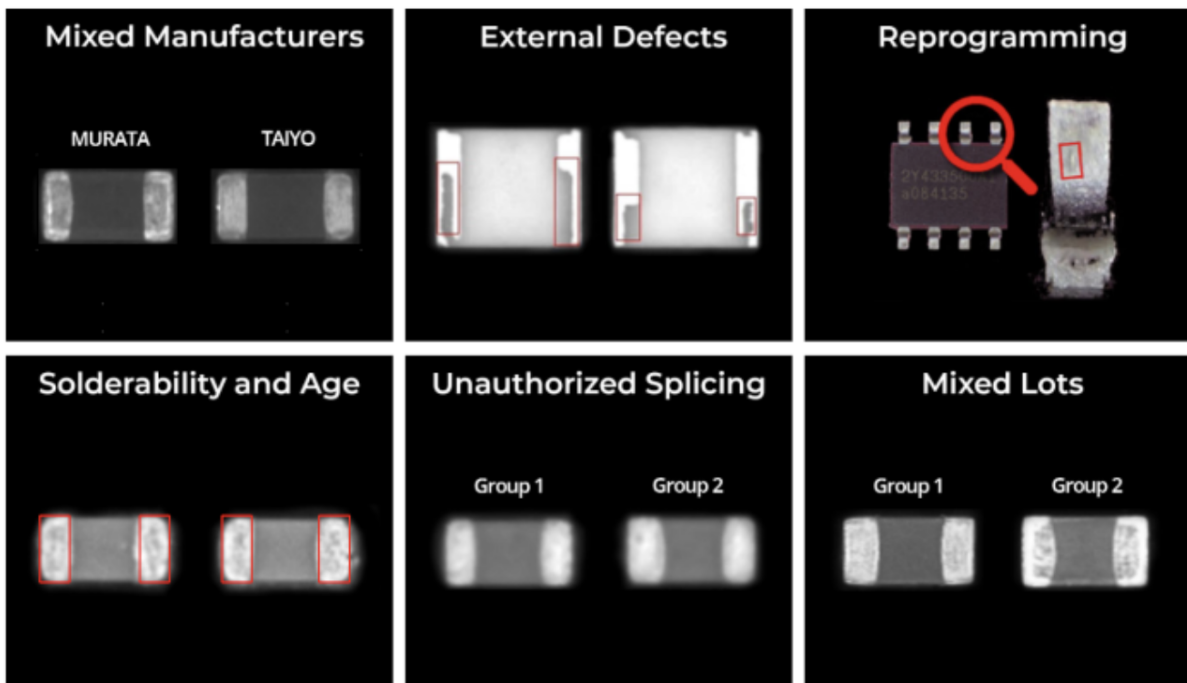 Mixed Manufacturers
MURATA
TAIYO
External Defects
Reprogramming
a084135
Solderability and Age
Unauthorized Splicing
Group 1
Group 2
Mixed Lots
Group 1
Group 2